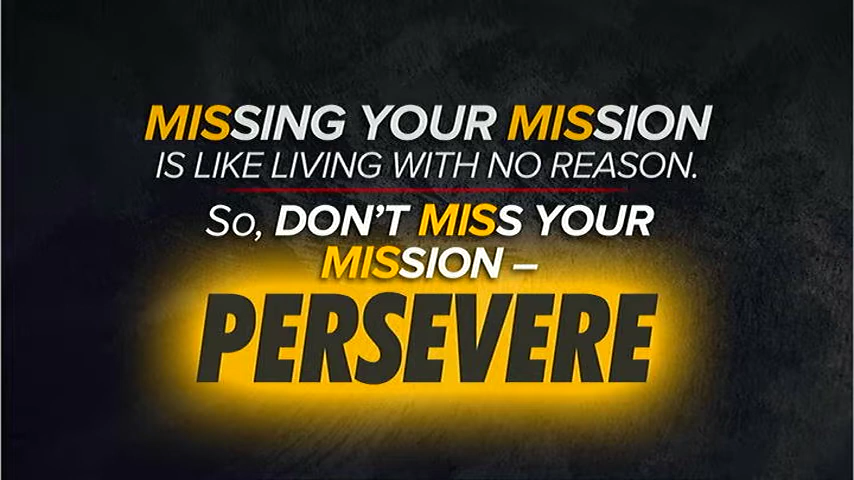 MISSING YOUR MISSION
IS LIKE LIVING WITH NO REASON.
So, DON'T MISS YOUR
MISSION –
PERSEVERE